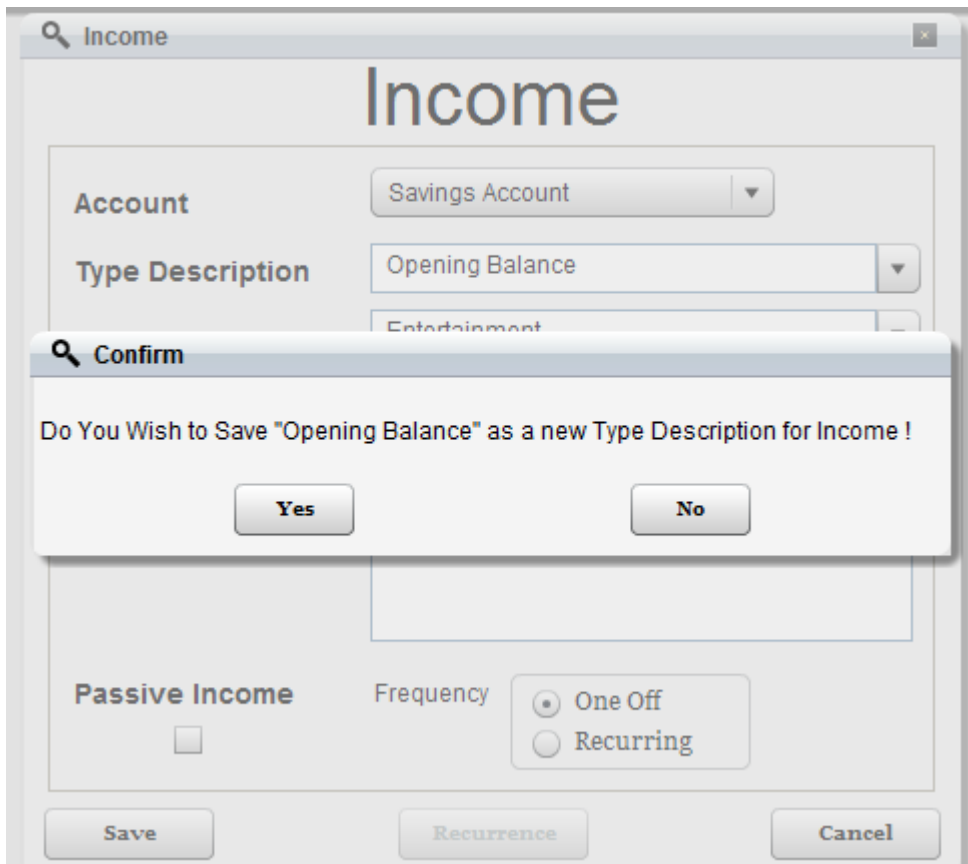 Income
Income
Account
Savings Account
Type Description
Opening Balance
Entertainment
Confirm
Do You Wish to Save "Opening Balance" as a new Type Description for Income !
Yes
No
Passive Income
Frequency
One Off
Recurring
Save
Recurrence
Cancel